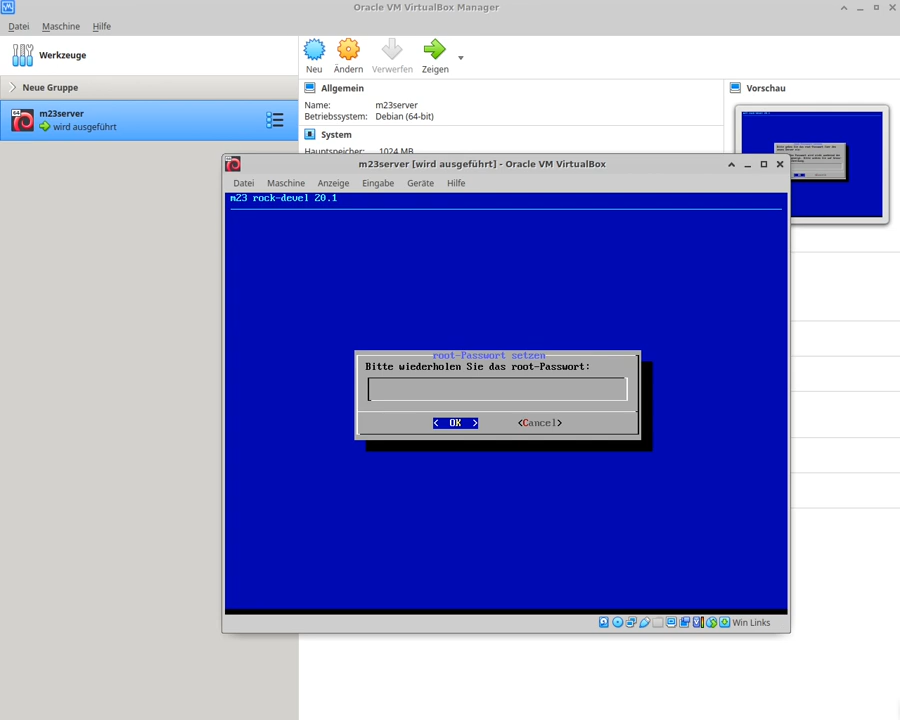 Oracle VM VirtualBox Manager
Datei Maschine Hilfe
Werkzeuge
Neue Gruppe
64
m23server
wird ausgeführt
Neu Ändern Verwerfen Zeigen
Allgemein
Name: m23server
Betriebssystem: Debian (64-bit)
System
Hauptspeicher: 1024 MB
Vorschau
m23server [wird ausgeführt] - Oracle VM VirtualBox
Datei Maschine Anzeige Eingabe Geräte Hilfe
m23 rock-devel 20.1
root-Passwort setzen
Bitte wiederholen Sie das root-Passwort:
< OK > <Cancel>
Win Links